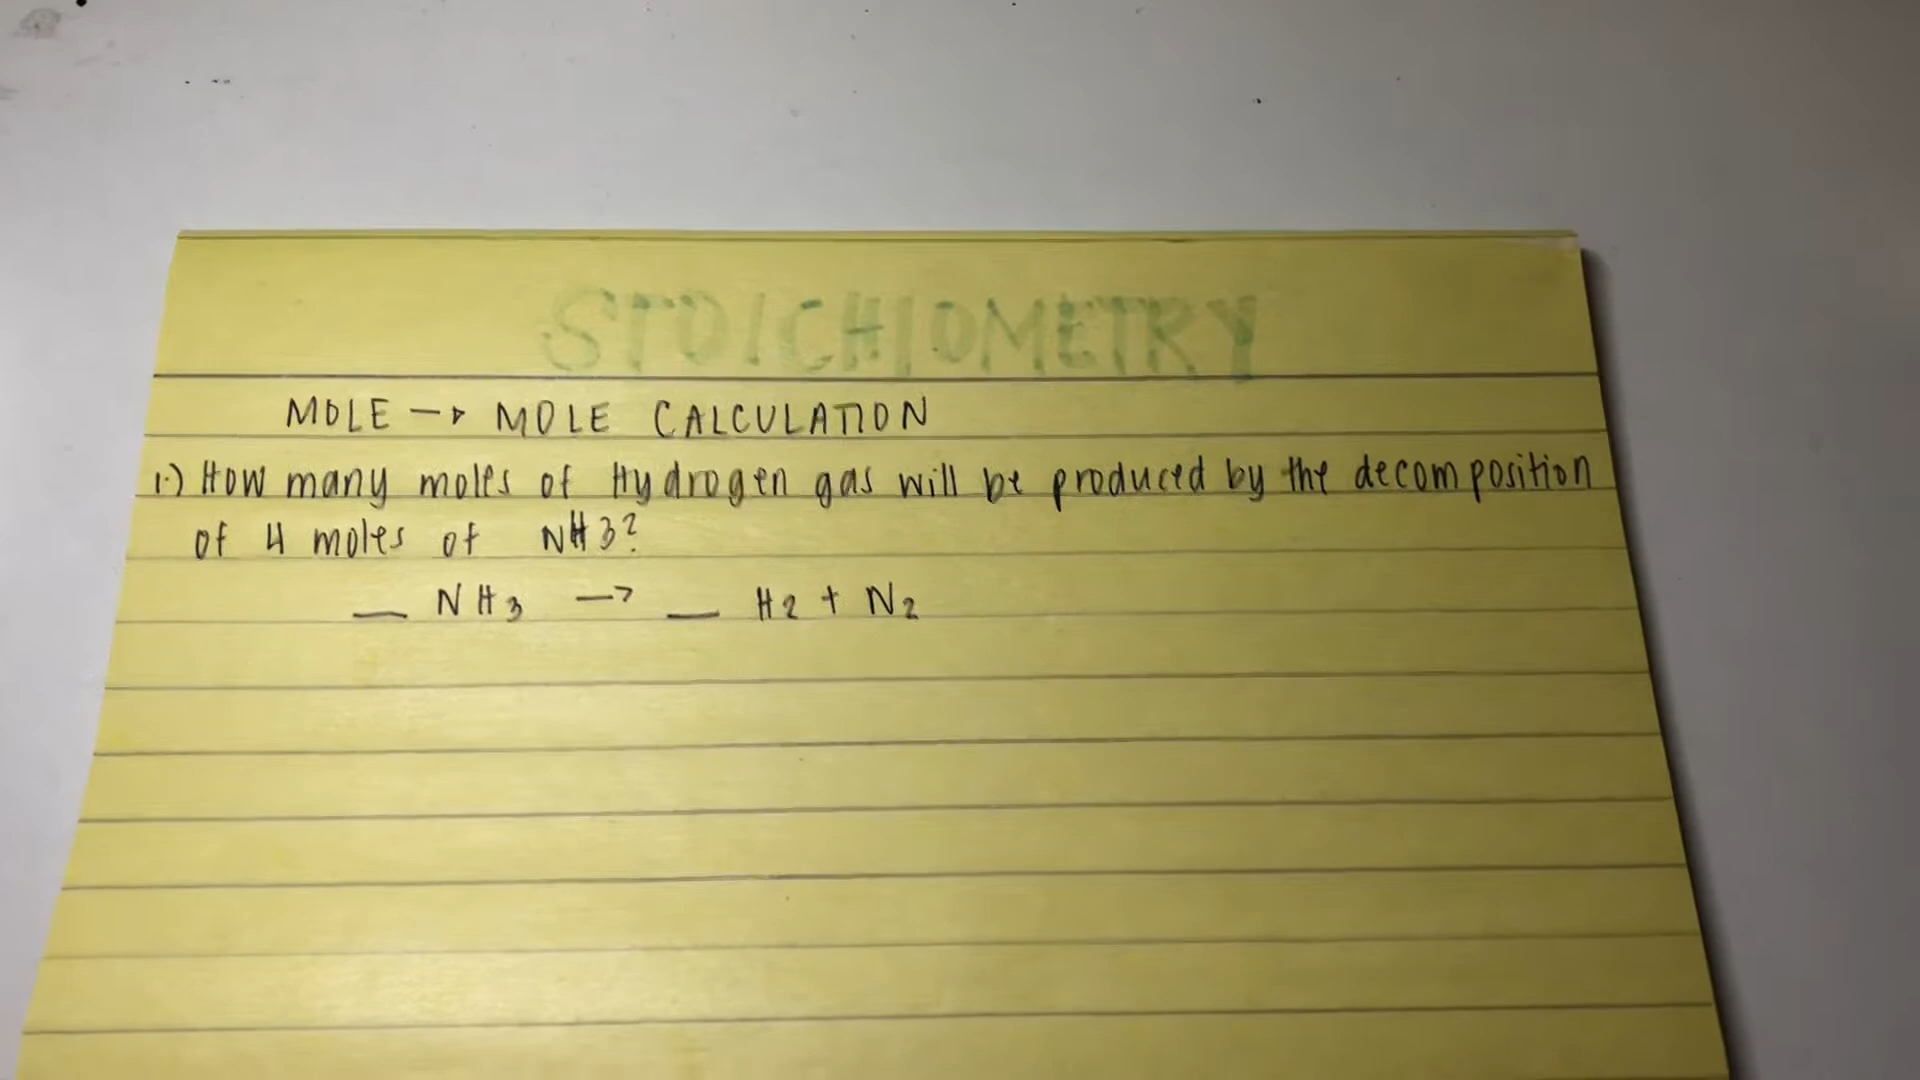 STOICHIOMETRY
MOLE → MOLE CALCULATION
1.) How many moles of Hydrogen gas will be produced by the decomposition
of 4 moles of NH3?
__ NH3 → __ H2 + N2